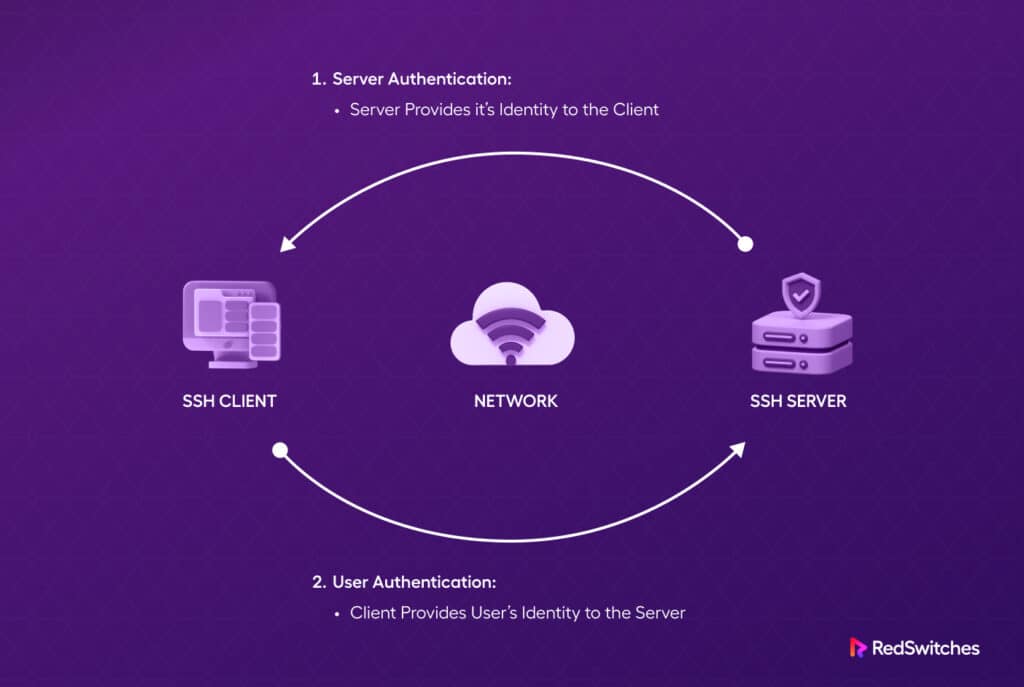 1. Server Authentication:
• Server Provides it's Identity to the Client
SSH CLIENT
NETWORK
SSH SERVER
2. User Authentication:
• Client Provides User's Identity to the Server
RedSwitches